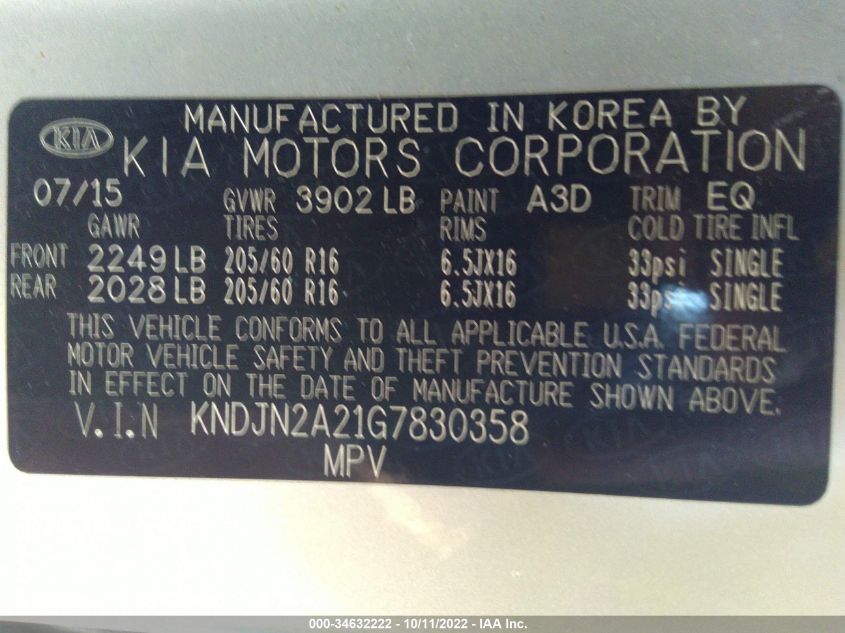 MANUFACTURED IN KOREA BY
KIA KIA MOTORS CORPORATION
07/15 GVWR 3902 LB PAINT A3D TRIM EQ
GAWR TIRES RIMS COLD TIRE INFL
FRONT 2249 LB 205/60 R16 6.5JX16 33psi SINGLE
REAR 2028 LB 205/60 R16 6.5JX16 33psi SINGLE
THIS VEHICLE CONFORMS TO ALL APPLICABLE U.S.A. FEDERAL
MOTOR VEHICLE SAFETY AND THEFT PREVENTION STANDARDS
IN EFFECT ON THE DATE OF MANUFACTURE SHOWN ABOVE.
V.I.N KNDJN2A21G7830358
MPV
000-34632222 - 10/11/2022 - IAA Inc.